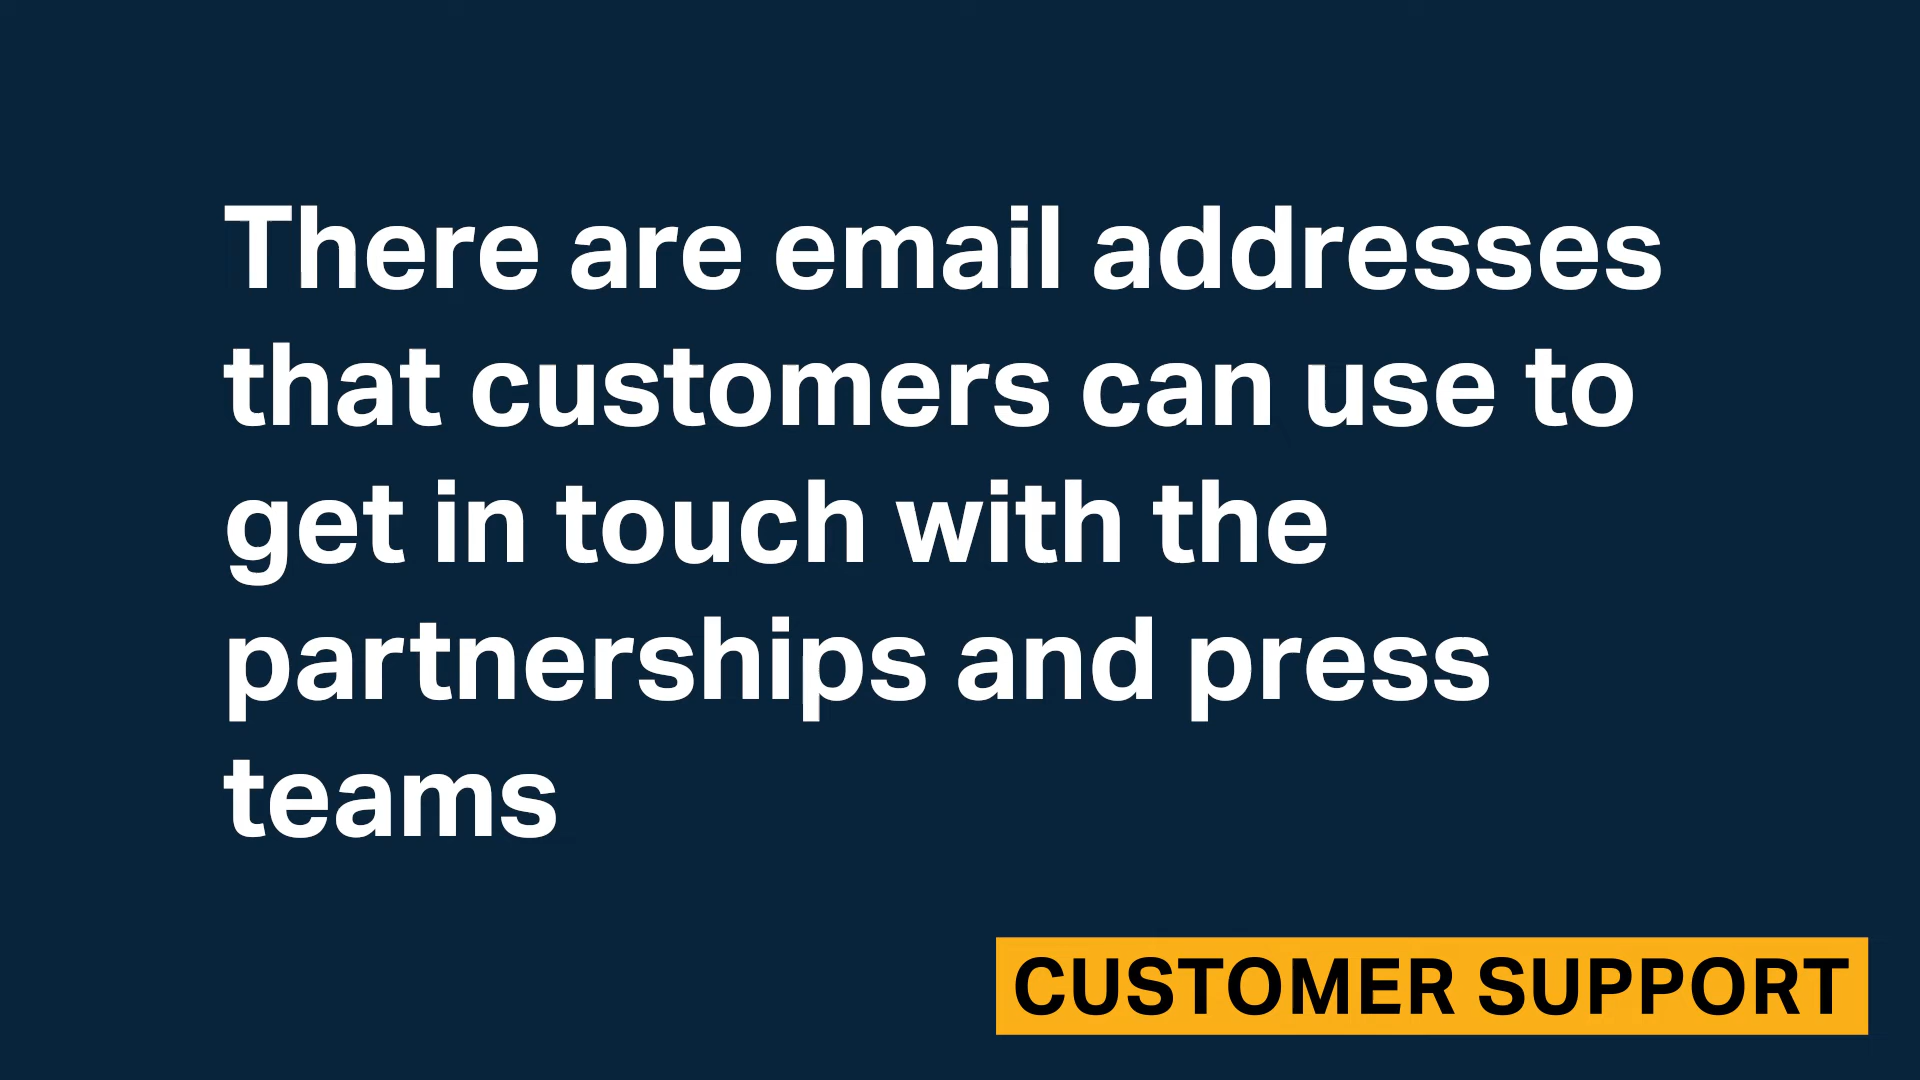 There are email addresses
that customers can use to
get in touch with the
partnerships and press
teams
CUSTOMER SUPPORT